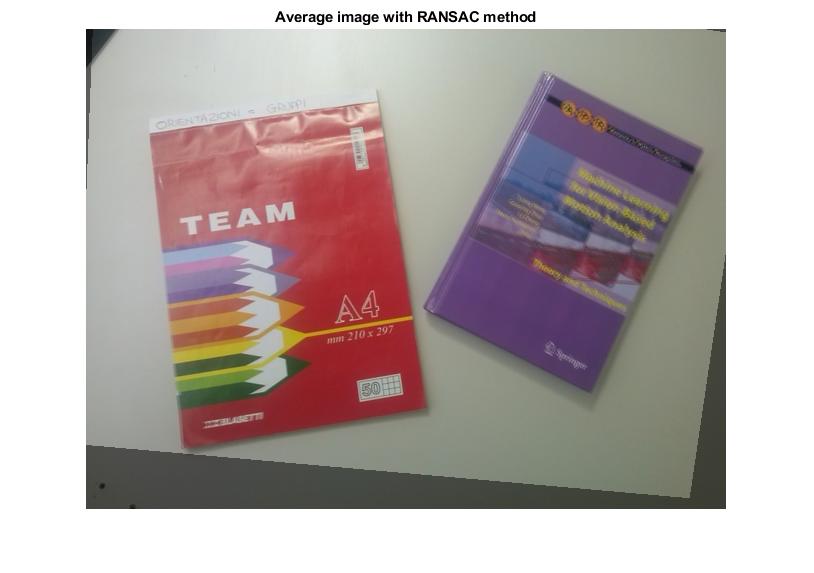 Average image with RANSAC method
ORIENTAZIONI = GRUPPI
TEAM
A4
mm 210 x 297
50
BLASETTI
Machine Learning
for Vision-Based
Motion Analysis
Theory and Techniques
Springer